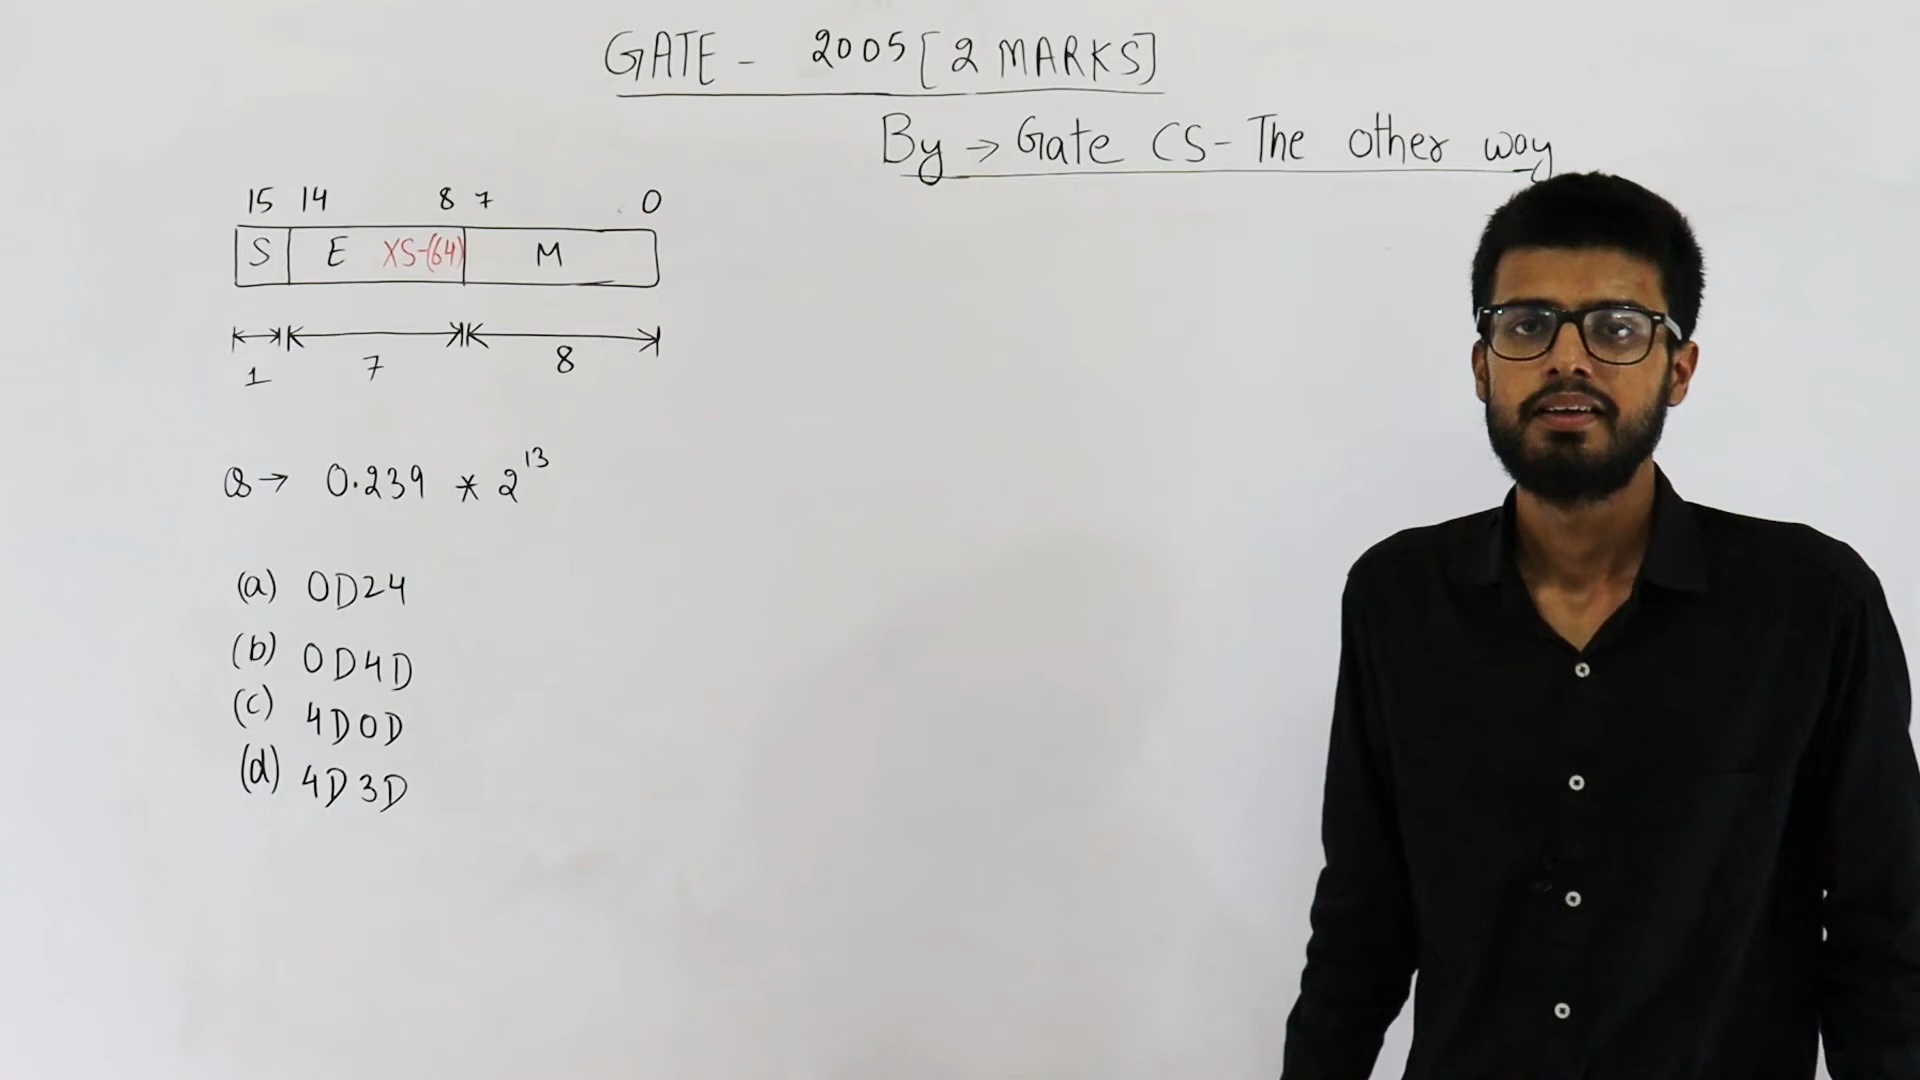 GATE - 2005 [2 MARKS]
By → Gate CS - The other way
15 14 8 7 0
S E XS-(64) M
1 7 8
Q → 0.239 * 2^13
(a) 0D24
(b) 0D4D
(c) 4D0D
(d) 4D3D